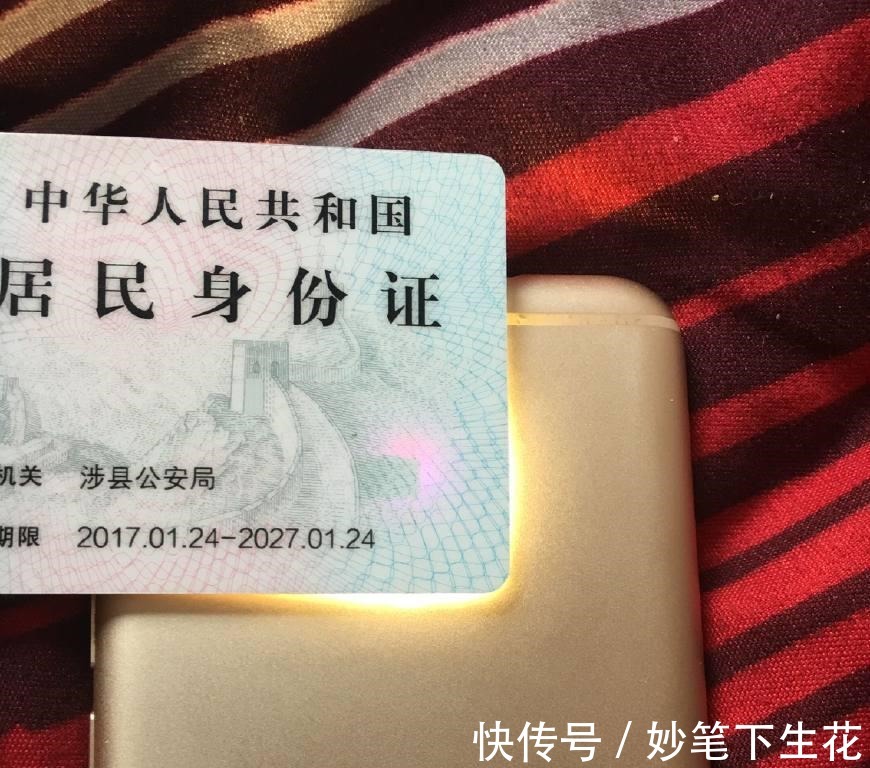 中华人民共和国
居民身份证
机关 涉县公安局
期限 2017.01.24-2027.01.24
快传号 / 妙笔下生花